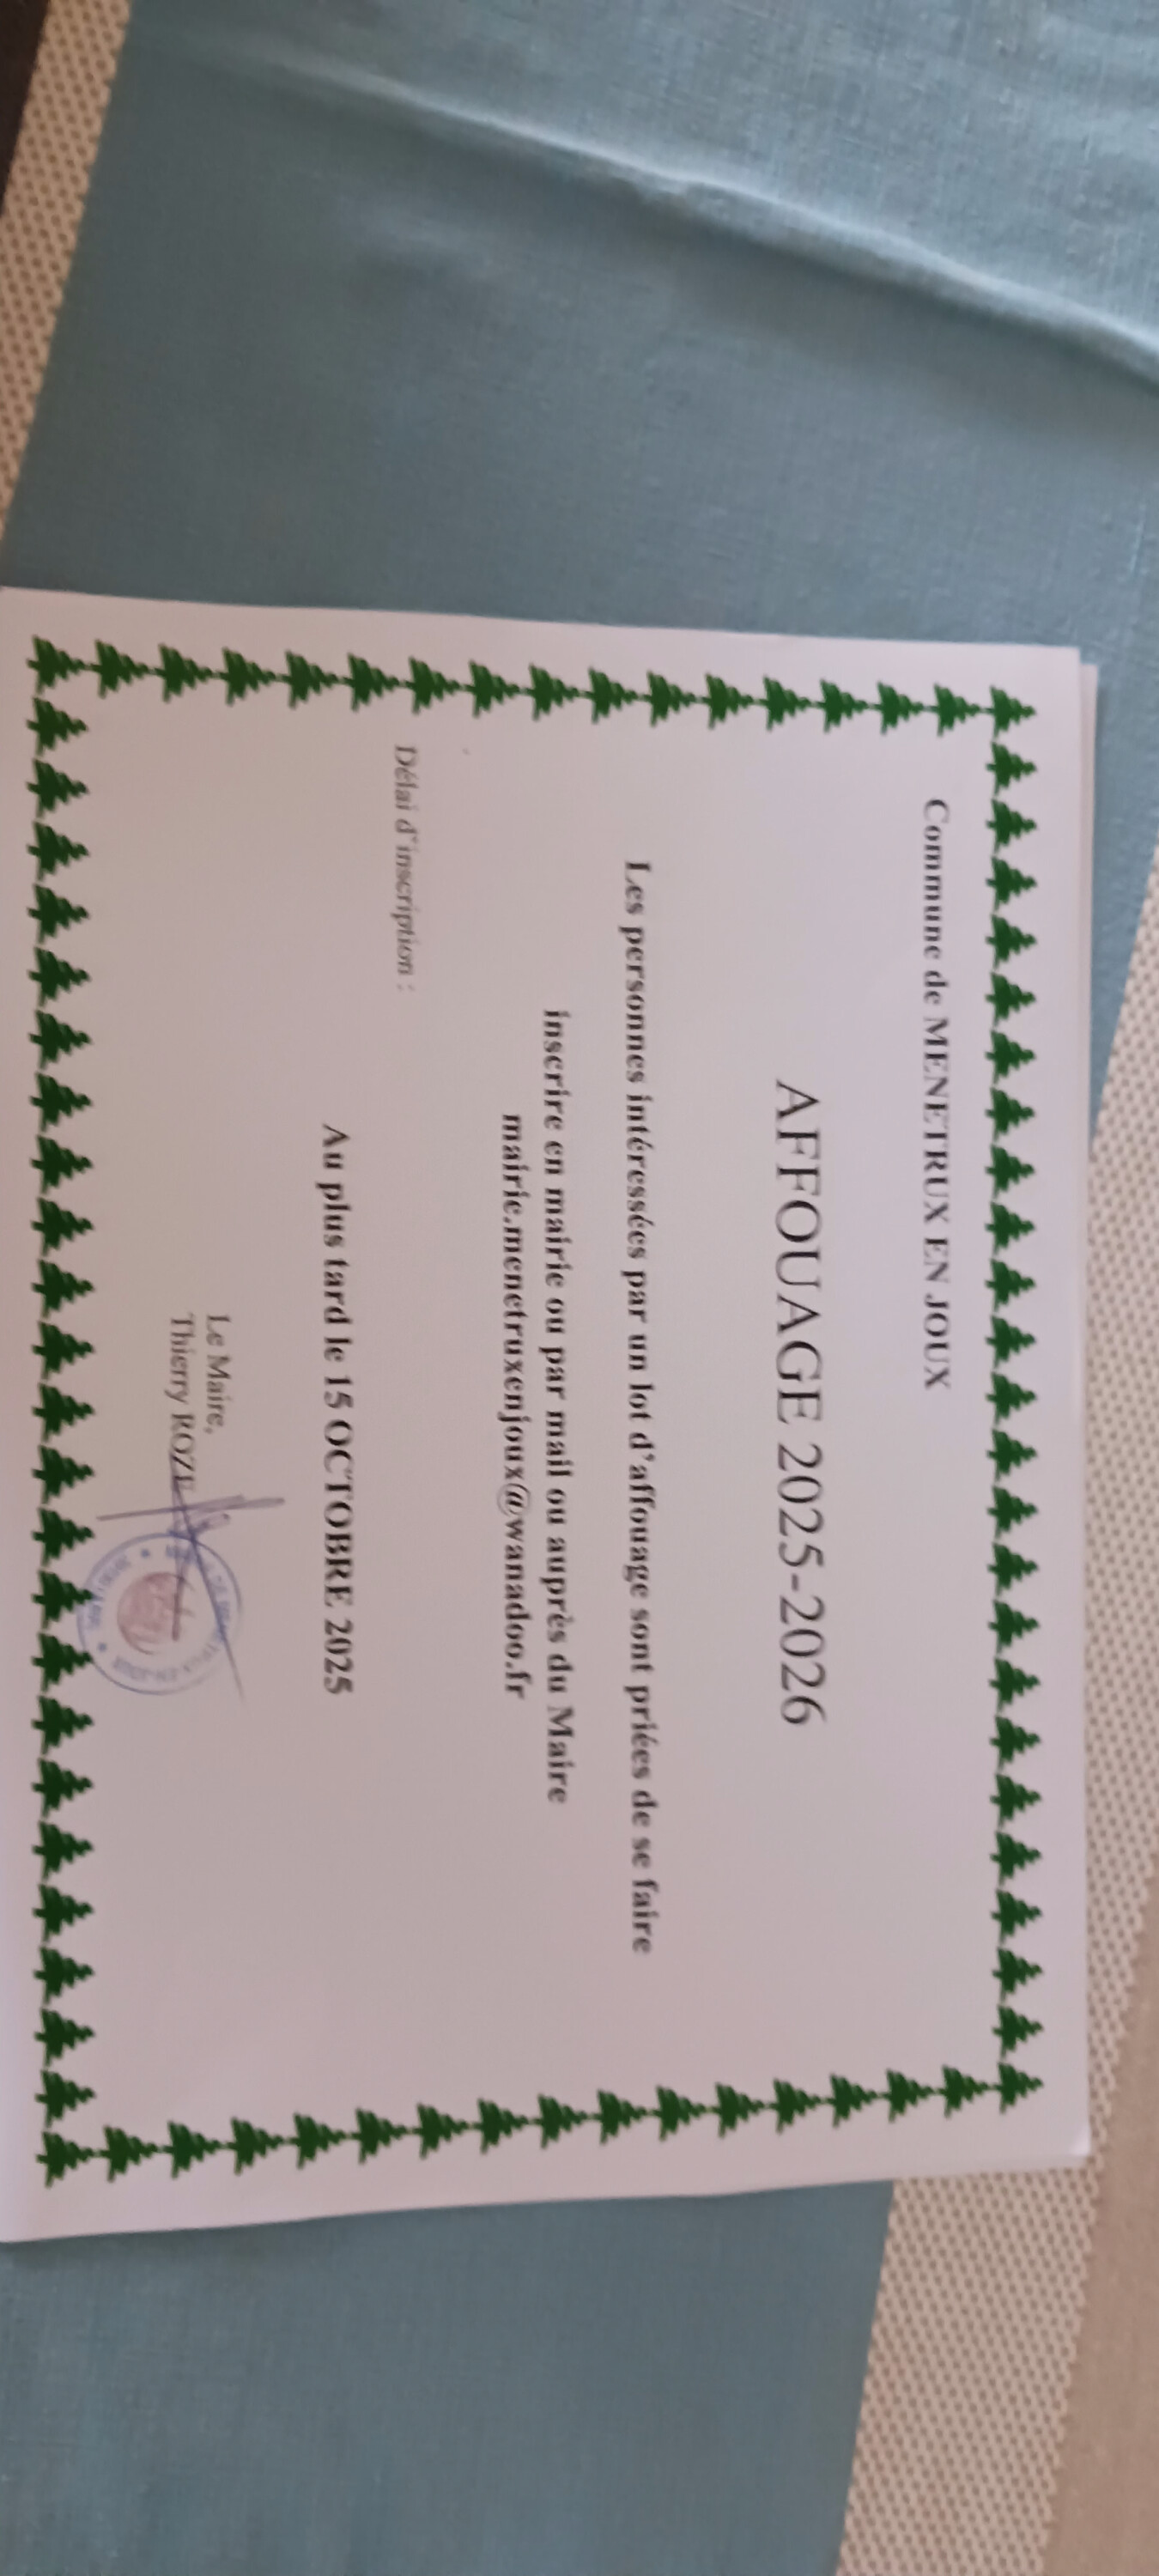 Commune de MENETRUX EN JOUX
AFFOUAGE 2025-2026
Les personnes intéressées par un lot d'affouage sont priées de se faire
inscrire en mairie ou par mail ou auprès du Maire
mairie.menetruxenjoux@wanadoo.fr
Délai d'inscription :
Au plus tard le 15 OCTOBRE 2025
Le Maire,
Thierry ROZE